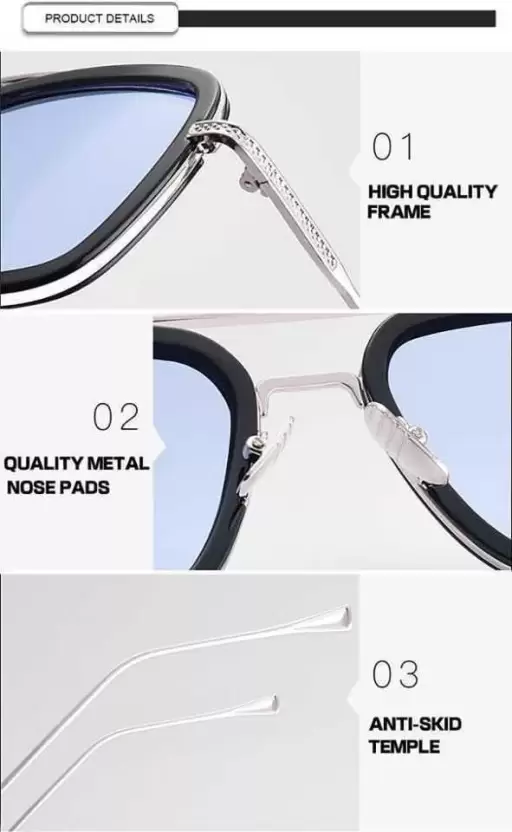 PRODUCT DETAILS
01
HIGH QUALITY
FRAME
02
QUALITY METAL
NOSE PADS
03
ANTI-SKID
TEMPLE